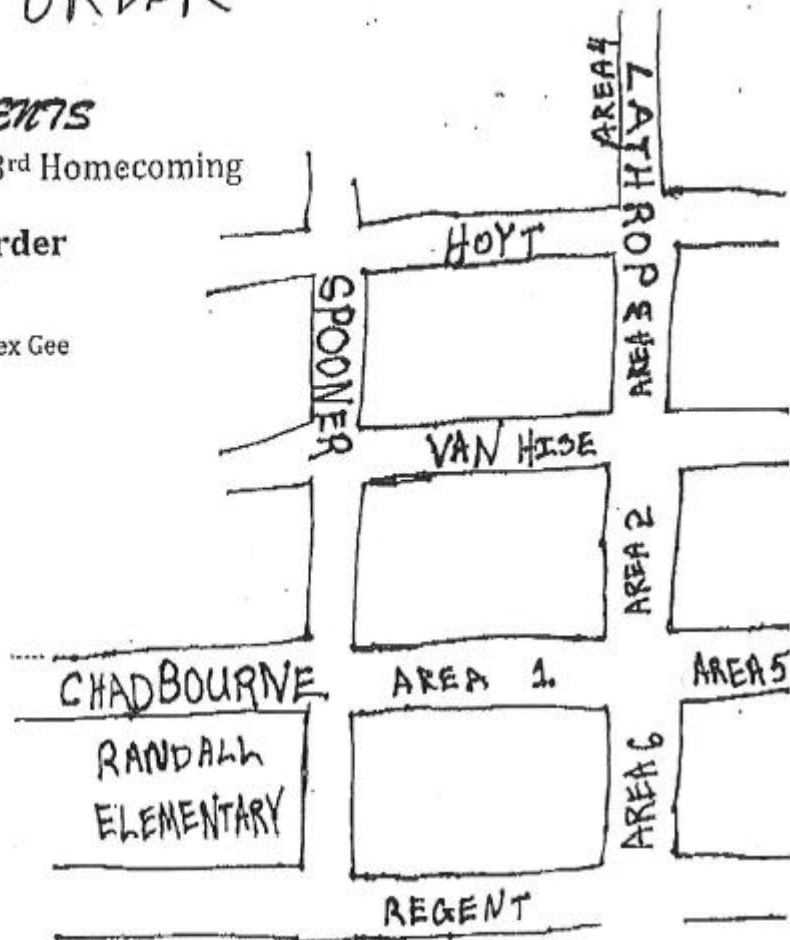 ORDER
ENTS
3rd Homecoming
rder
ex Gee
AREA 4
LATHROP
HOYT
SPOONER
AREA 3
VAN HISE
AREA 2
CHADBOURNE
AREA 1.
AREA 5
RANDALL
ELEMENTARY
AREA 6
REGENT